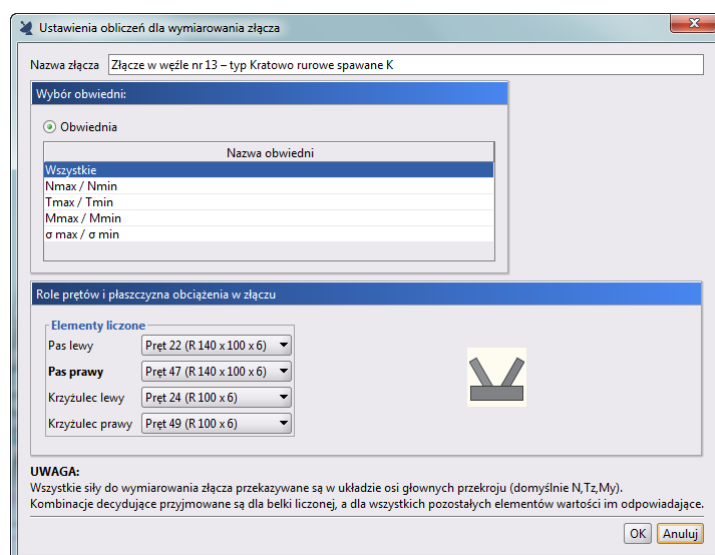 Ustawienia obliczeń dla wymiarowania złącza
Nazwa złącza Złącze w węźle nr 13 – typ Kratowo rurowe spawane K
Wybór obwiedni:
Obwiednia
Nazwa obwiedni
Wszystkie
Nmax / Nmin
Tmax / Tmin
Mmax / Mmin
σ max / σ min
Role prętów i płaszczyzna obciążenia w złączu
Elementy liczone
Pas lewy Pręt 22 (R 140 x 100 x 6)
Pas prawy Pręt 47 (R 140 x 100 x 6)
Krzyżulec lewy Pręt 24 (R 100 x 6)
Krzyżulec prawy Pręt 49 (R 100 x 6)
UWAGA:
Wszystkie siły do wymiarowania złącza przekazywane są w układzie osi głownych przekroju (domyślnie N,Tz,My).
Kombinacje decydujące przyjmowane są dla belki liczonej, a dla wszystkich pozostałych elementów wartości im odpowiadające.
OK Anuluj